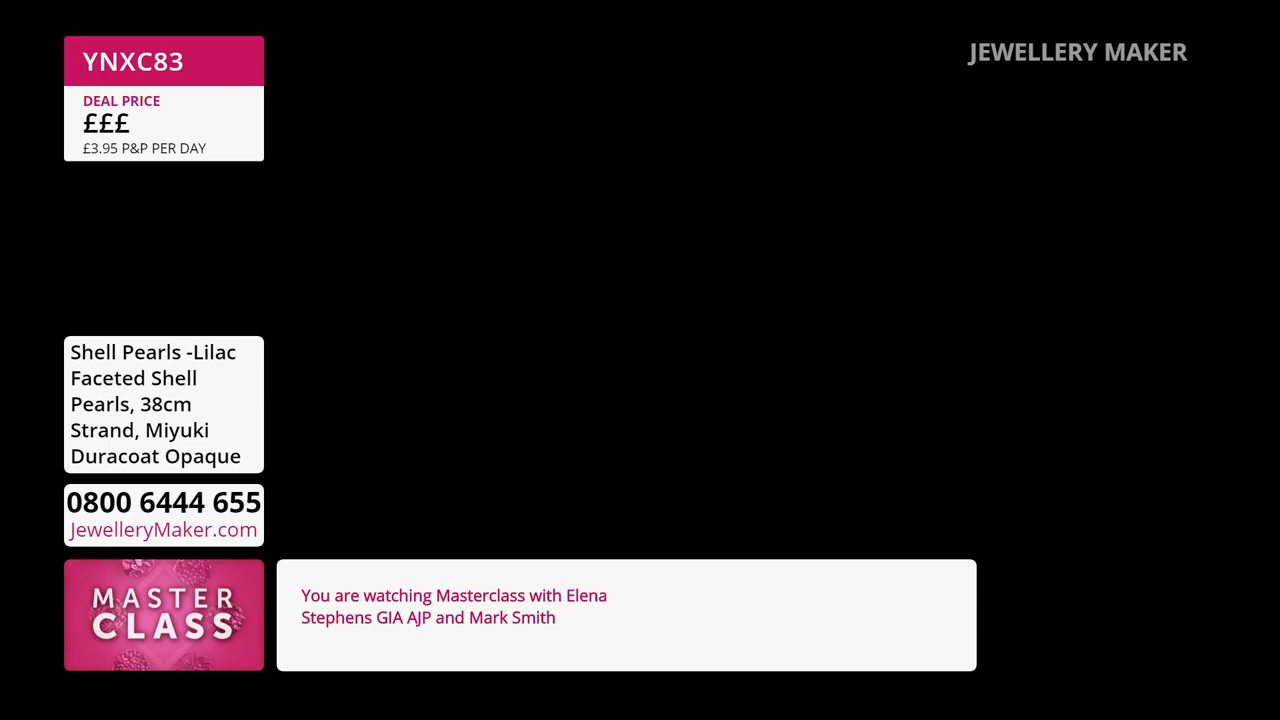 YNXC83
DEAL PRICE
£££
£3.95 P&P PER DAY
JEWELLERY MAKER
Shell Pearls -Lilac
Faceted Shell
Pearls, 38cm
Strand, Miyuki
Duracoat Opaque
0800 6444 655
JewelleryMaker.com
MASTER
CLASS
You are watching Masterclass with Elena
Stephens GIA AJP and Mark Smith